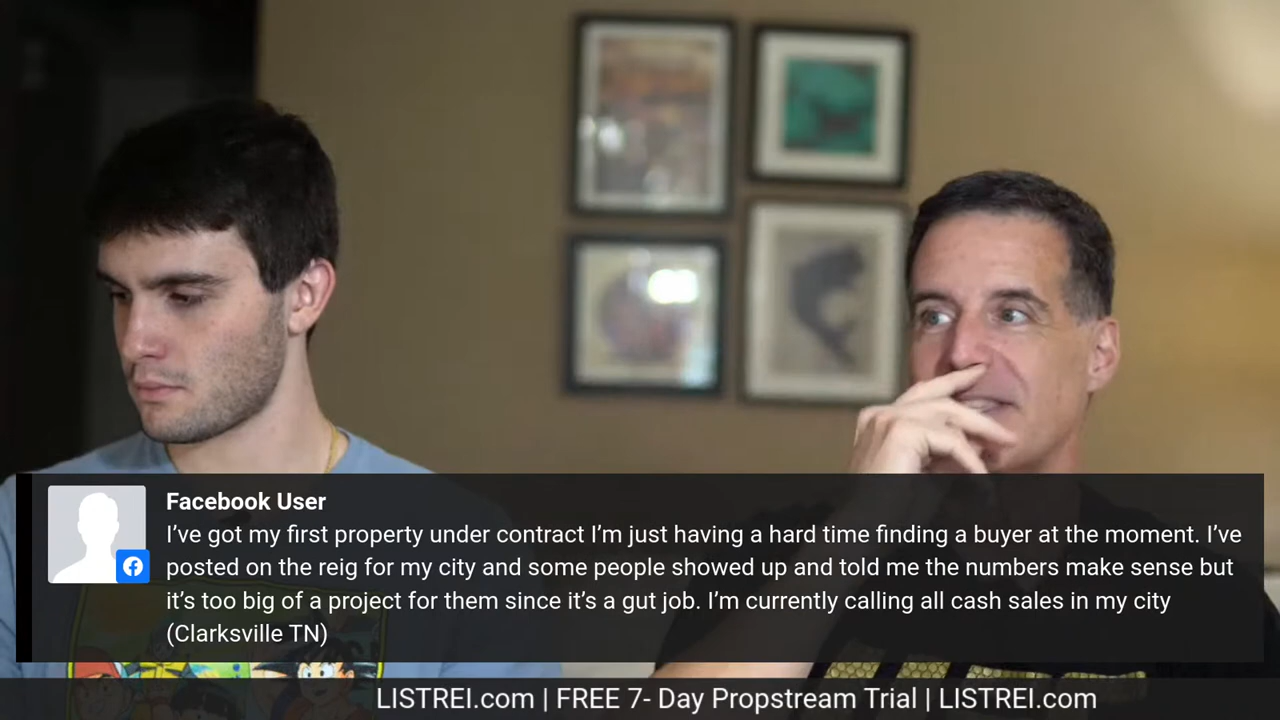 Facebook User
I’ve got my first property under contract I’m just having a hard time finding a buyer at the moment. I’ve
posted on the reig for my city and some people showed up and told me the numbers make sense but
it’s too big of a project for them since it’s a gut job. I’m currently calling all cash sales in my city
(Clarksville TN)
LISTREI.com | FREE 7- Day Propstream Trial | LISTREI.com